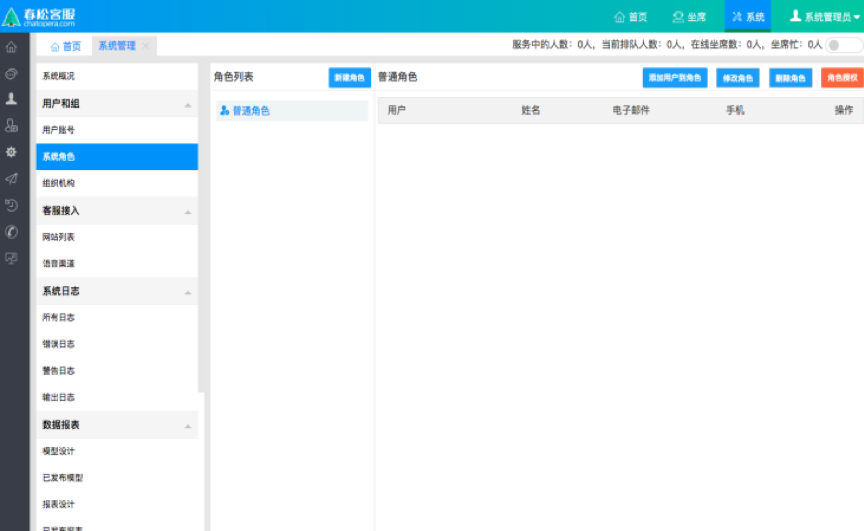 春松客服
chatopera.com
首页
坐席
系统
系统管理员
首页
系统管理
服务中的人数：0人，当前排队人数：0人，在线坐席数：0人，坐席忙：0人
系统概况
用户和组
用户账号
系统角色
组织机构
客服接入
网站列表
语音渠道
系统日志
所有日志
错误日志
警告日志
输出日志
数据报表
模型设计
已发布模型
报表设计
已发布报表
角色列表
新建角色
普通角色
普通角色
添加用户到角色
修改角色
删除角色
角色授权
用户 姓名 电子邮件 手机 操作